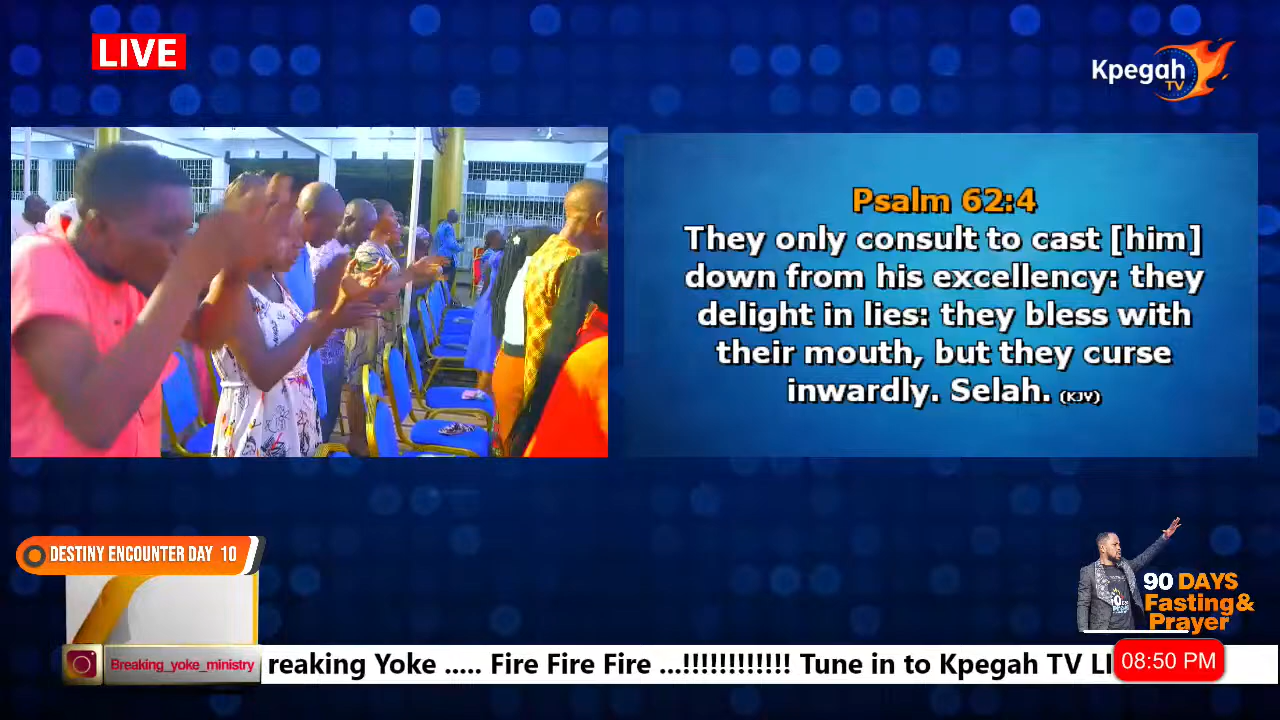 LIVE
Kpegah
TV
Psalm 62:4
They only consult to cast [him]
down from his excellency: they
delight in lies: they bless with
their mouth, but they curse
inwardly. Selah. (KJV)
DESTINY ENCOUNTER DAY 10
90 DAYS
Fasting&
Prayer
Breaking_yoke_ministry
reaking Yoke ..... Fire Fire Fire ...!!!!!!!!!!!! Tune in to Kpegah TV LI
08:50 PM